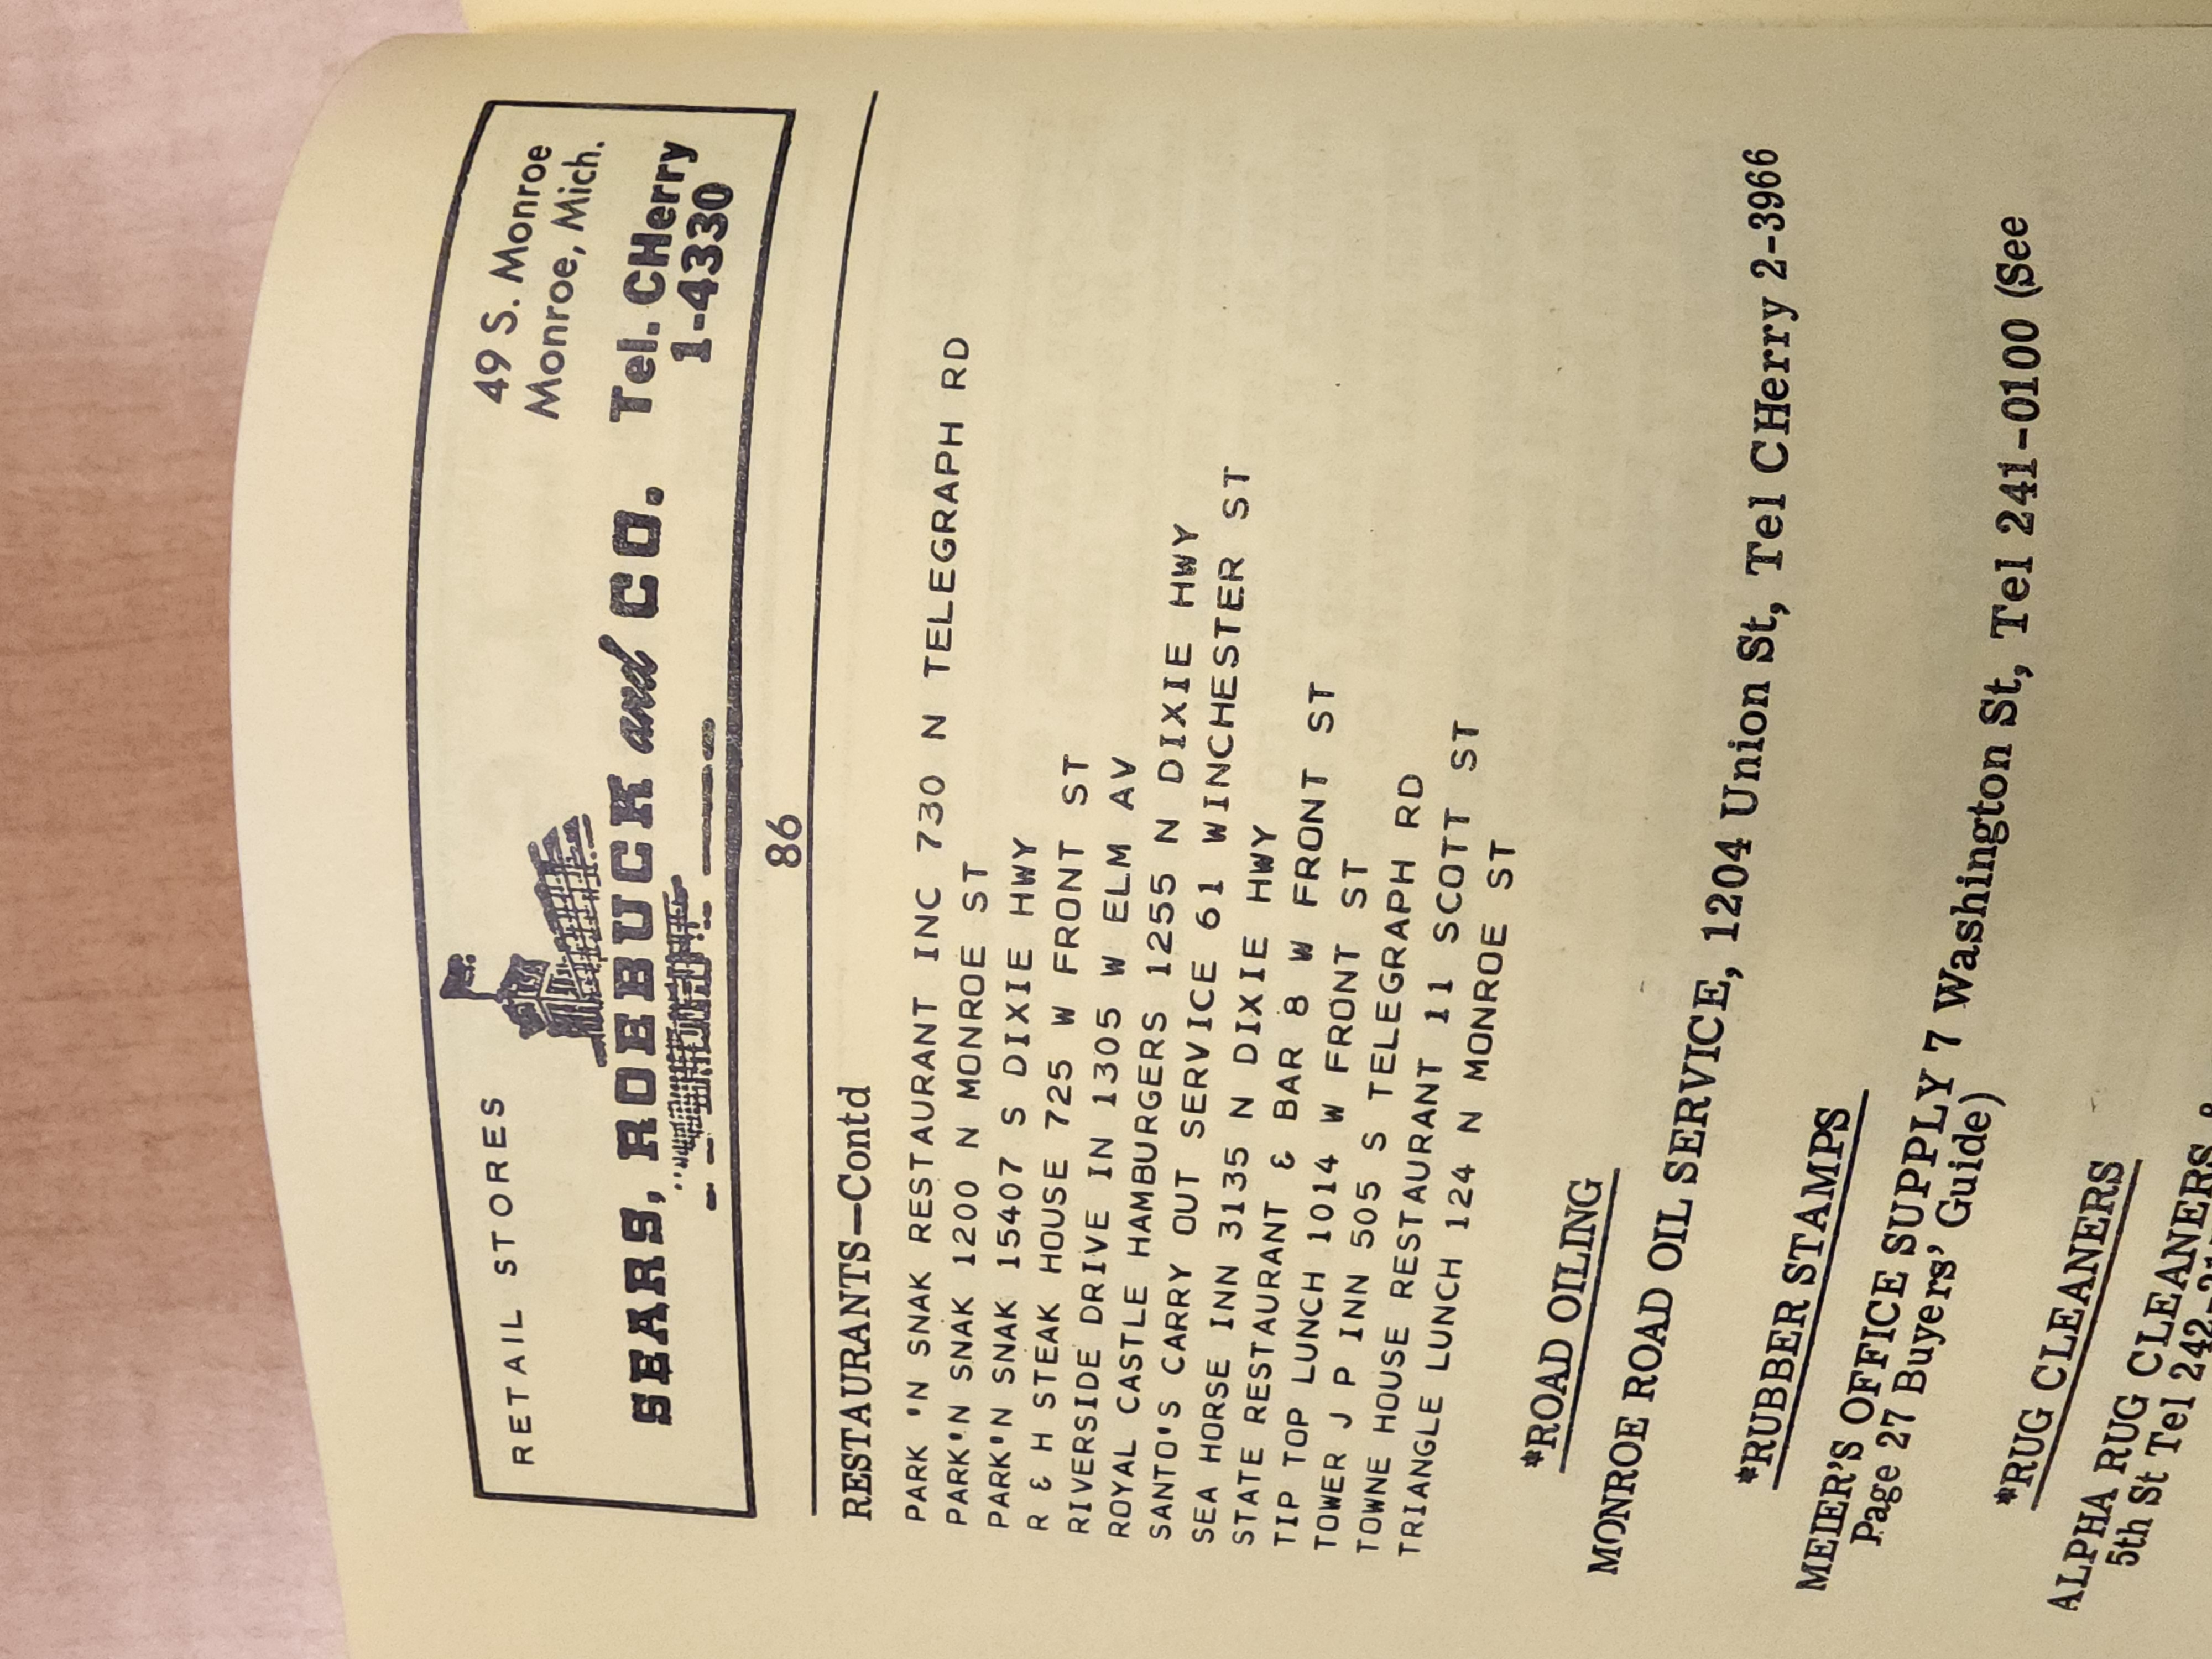 RETAIL STORES
49 S. Monroe
Monroe, Mich.
SEARS, ROEBUCK and CO. Tel. CHerry
1-4330
86
RESTAURANTS—Contd
PARK 'N SNAK RESTAURANT INC 730 N TELEGRAPH RD
PARK'N SNAK 1200 N MONROE ST
PARK'N SNAK 15407 S DIXIE HWY
R & H STEAK HOUSE 725 W FRONT ST
RIVERSIDE DRIVE IN 1305 W ELM AV
ROYAL CASTLE HAMBURGERS 1255 N DIXIE HWY
SANTO'S CARRY OUT SERVICE 61 WINCHESTER ST
SEA HORSE INN 3135 N DIXIE HWY
STATE RESTAURANT & BAR 8 W FRONT ST
TIP TOP LUNCH 1014 W FRONT ST
TOWER J P INN 505 S TELEGRAPH RD
TOWNE HOUSE RESTAURANT 11 SCOTT ST
TRIANGLE LUNCH 124 N MONROE ST
*ROAD OILING
MONROE ROAD OIL SERVICE, 1204 Union St, Tel CHerry 2-3966
*RUBBER STAMPS
MEIER'S OFFICE SUPPLY 7 Washington St, Tel 241-0100 (See
Page 27 Buyers' Guide)
*RUG CLEANERS
ALPHA RUG CLEANERS
5th St Tel